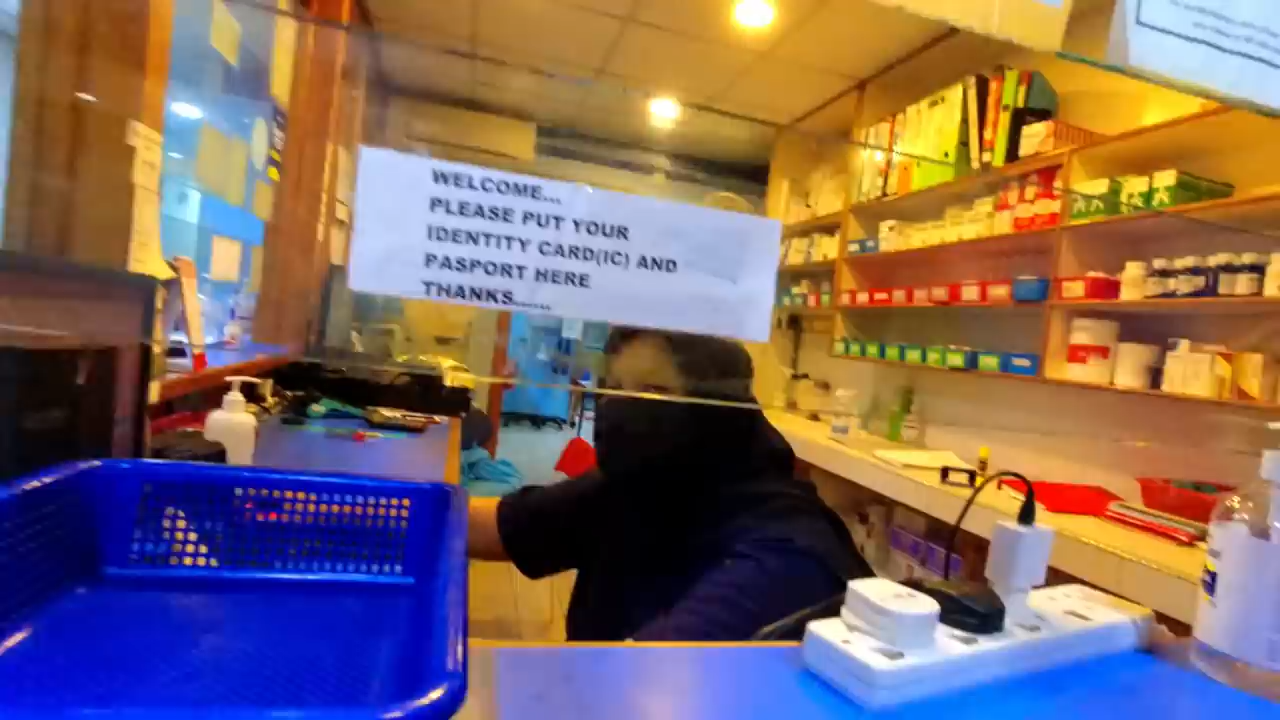 WELCOME...
PLEASE PUT YOUR
IDENTITY CARD(IC) AND
PASPORT HERE
THANKS......